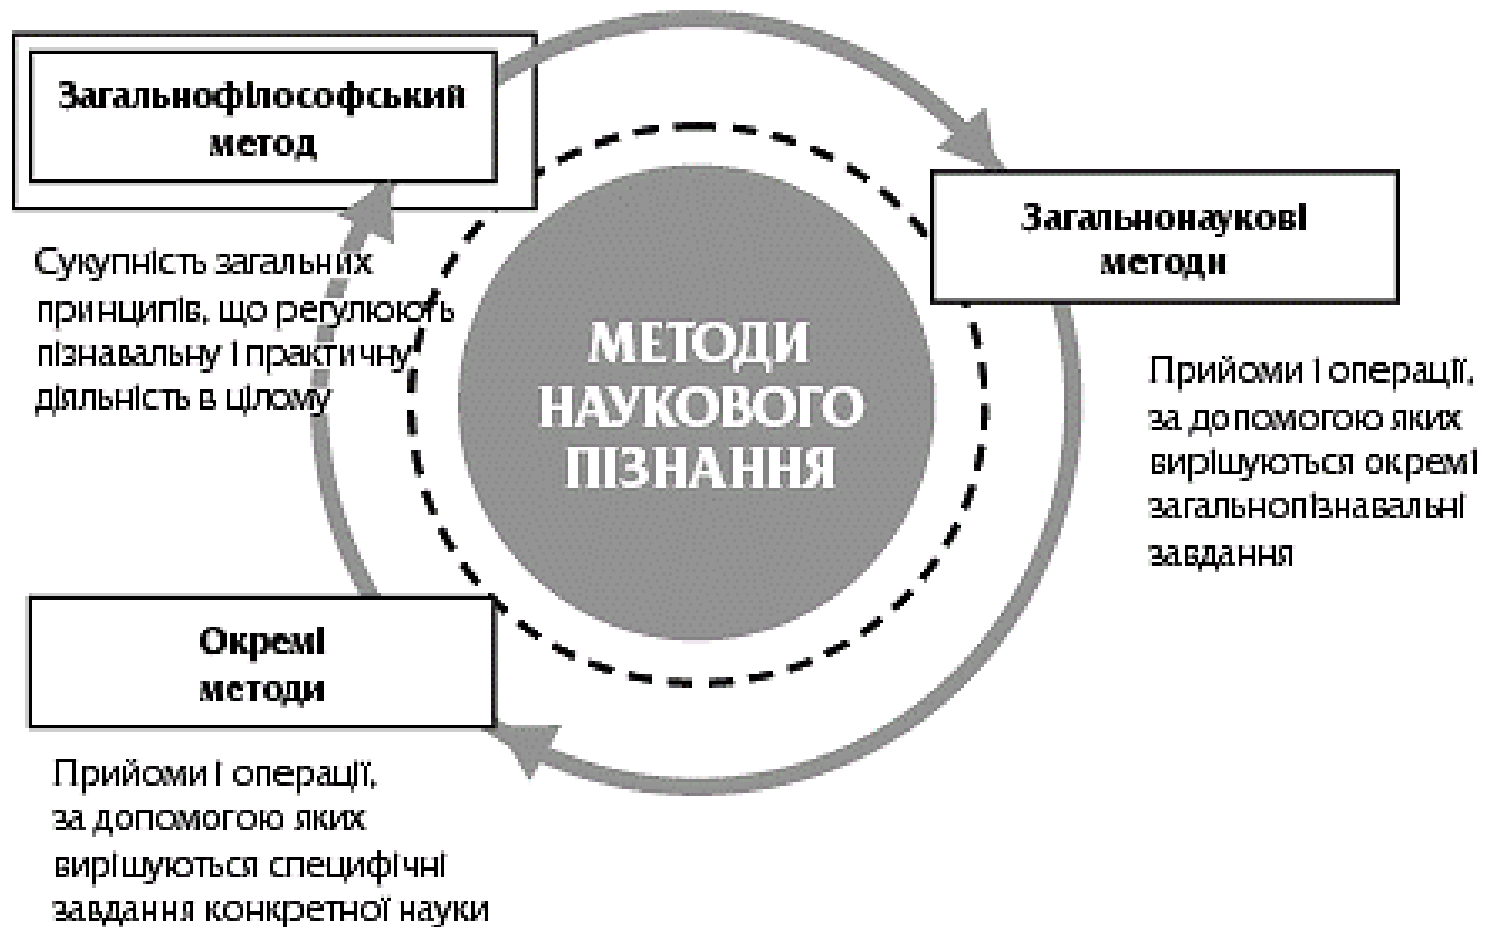 Загальнофілософський
метод
Сукупність загальних
принципів, що регулюють
пізнавальну і практичну
діяльність в цілому
МЕТОДИ
НАУКОВОГО
ПІЗНАННЯ
Загальнонаукові
методи
Прийоми і операції,
за допомогою яких
вирішуються окремі
загальнопізнавальні
завдання
Окремі
методи
Прийоми і операції,
за допомогою яких
вирішуються специфічні
завдання конкретної науки